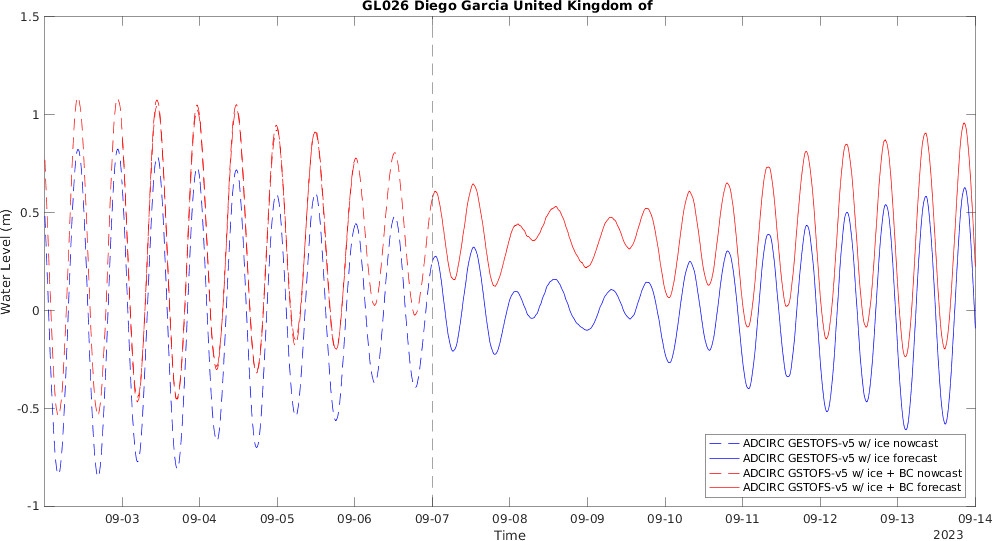 GL026 Diego Garcia United Kingdom of
1.5
1
0.5
0
-0.5
-1
Water Level (m)
ADCIRC GESTOFS-v5 w/ ice nowcast
ADCIRC GESTOFS-v5 w/ ice forecast
ADCIRC GSTOFS-v5 w/ ice + BC nowcast
ADCIRC GSTOFS-v5 w/ ice + BC forecast
09-03 09-04 09-05 09-06 09-07 09-08 09-09 09-10 09-11 09-12 09-13 09-14
Time
2023